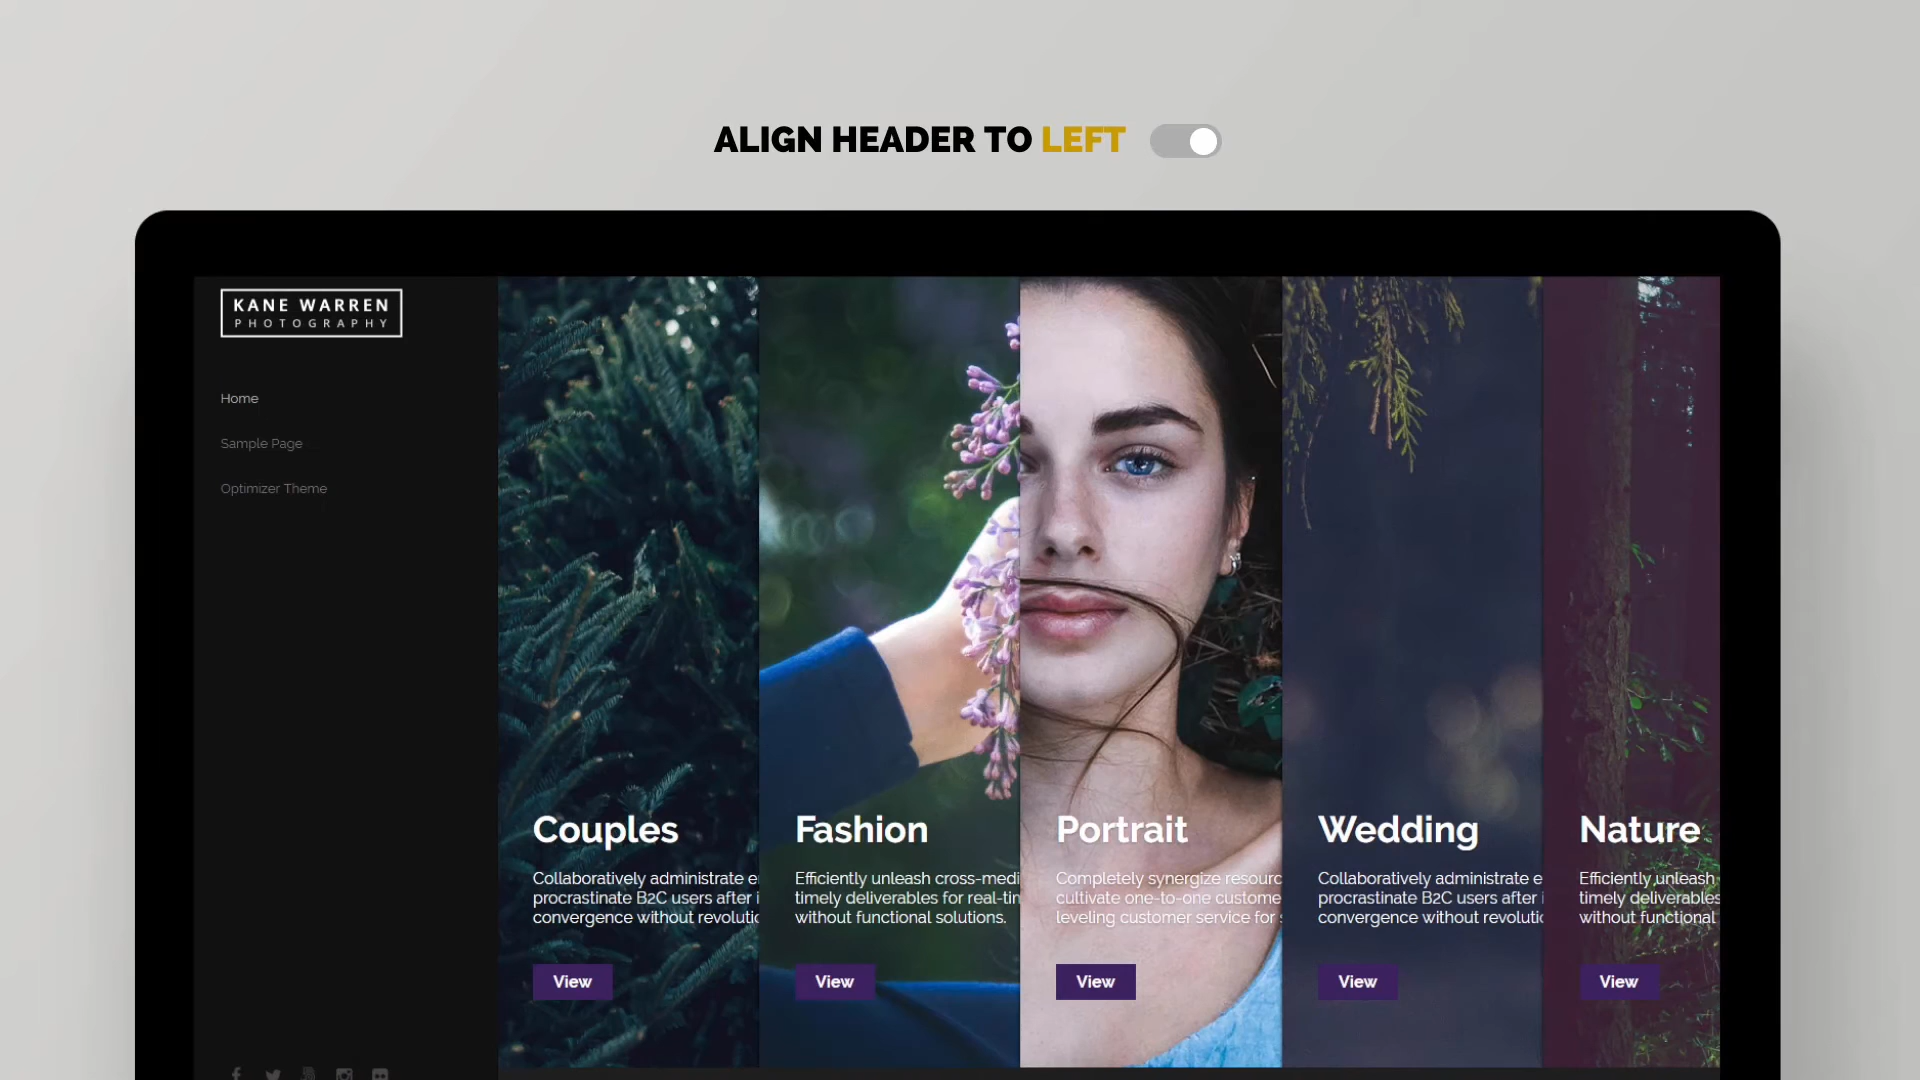 ALIGN HEADER TO LEFT
KANE WARREN
PHOTOGRAPHY
Home
Sample Page
Optimizer Theme
Couples
Collaboratively administrate e
procrastinate B2C users after i
convergence without revolutio
View
Fashion
Efficiently unleash cross-medi
timely deliverables for real-tim
without functional solutions.
View
Portrait
Completely synergize resourc
cultivate one-to-one custome
leveling customer service for s
View
Wedding
Collaboratively administrate e
procrastinate B2C users after i
convergence without revolutio
View
Nature
Efficiently unleash
timely deliverables
without functional
View